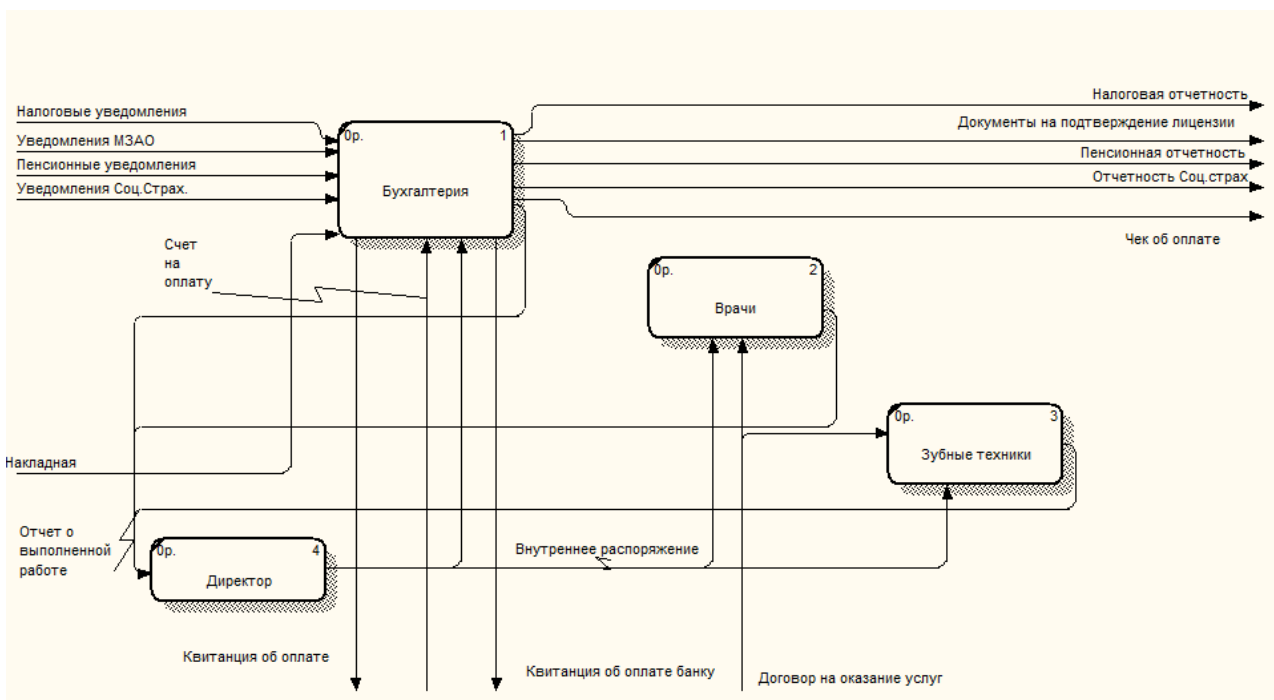 Налоговые уведомления
Уведомления МЗАО
Пенсионные уведомления
Уведомления Соц.Страх.
0р. 1
Бухгалтерия
Налоговая отчетность
Документы на подтверждение лицензии
Пенсионная отчетность
Отчетность Соц.страх
Чек об оплате
Счет
на
оплату
0р. 2
Врачи
0р. 3
Зубные техники
Накладная
Отчет о
выполненной
работе
0р. 4
Директор
Внутреннее распоряжение
Квитанция об оплате
Квитанция об оплате банку
Договор на оказание услуг